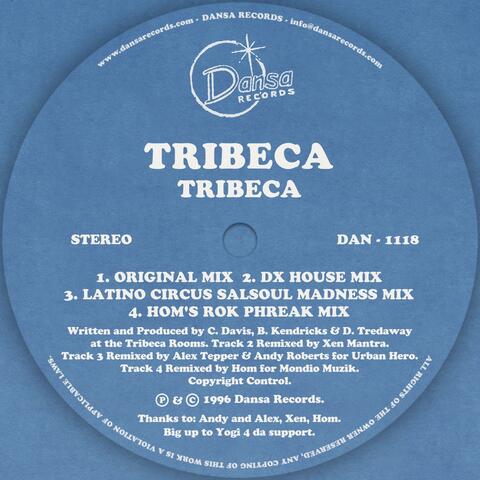 www.dansarecords.com - DANSA RECORDS - info@dansarecords.com
Dansa
RECORDS
TRIBECA
TRIBECA
STEREO DAN - 1118
1. ORIGINAL MIX 2. DX HOUSE MIX
3. LATINO CIRCUS SALSOUL MADNESS MIX
4. HOM'S ROK PHREAK MIX
Written and Produced by C. Davis, B. Kendricks & D. Tredaway
at the Tribeca Rooms. Track 2 Remixed by Xen Mantra.
Track 3 Remixed by Alex Tepper & Andy Roberts for Urban Hero.
Track 4 Remixed by Hom for Mondio Muzik.
Copyright Control.
Ⓟ & © 1996 Dansa Records.
Thanks to: Andy and Alex, Xen, Hom.
Big up to Yogi 4 da support.
ALL RIGHTS OF THE OWNER RESERVED, ANY COPTING OF THIS WORK IS A VIOLATION OF APPLICABLE LAWS.